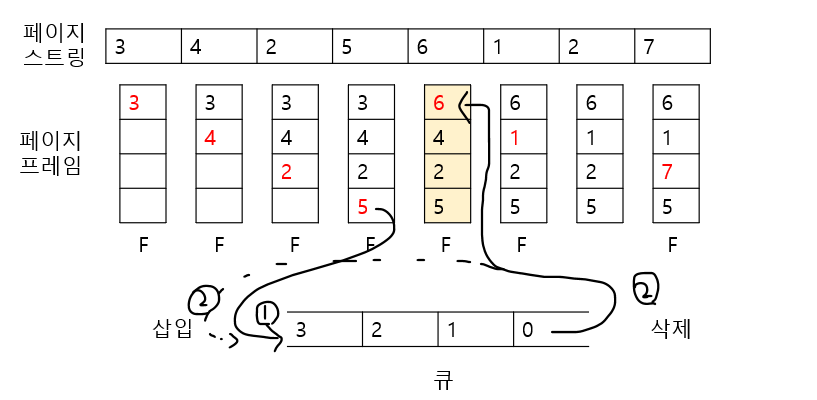 페이지
스트링
3 4 2 5 6 1 2 7
페이지
프레임
3 3 3 3 6 6 6 6
4 4 4 4 1 1 1
2 2 2 2 2 7
5 5 5 5 5
F F F F F F F
② ①
삽입 3 2 1 0 ② 삭제
큐